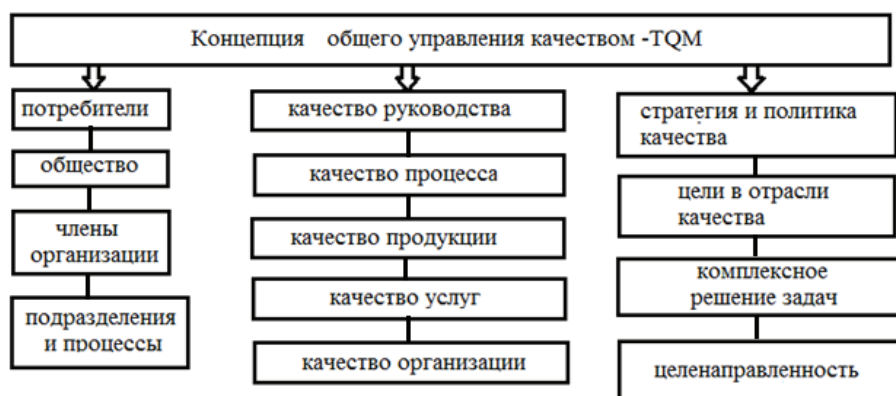 Концепция общего управления качеством -TQM
потребители
общество
члены
организации
подразделения
и процессы
качество руководства
качество процесса
качество продукции
качество услуг
качество организации
стратегия и политика
качества
цели в отрасли
качества
комплексное
решение задач
целенаправленность